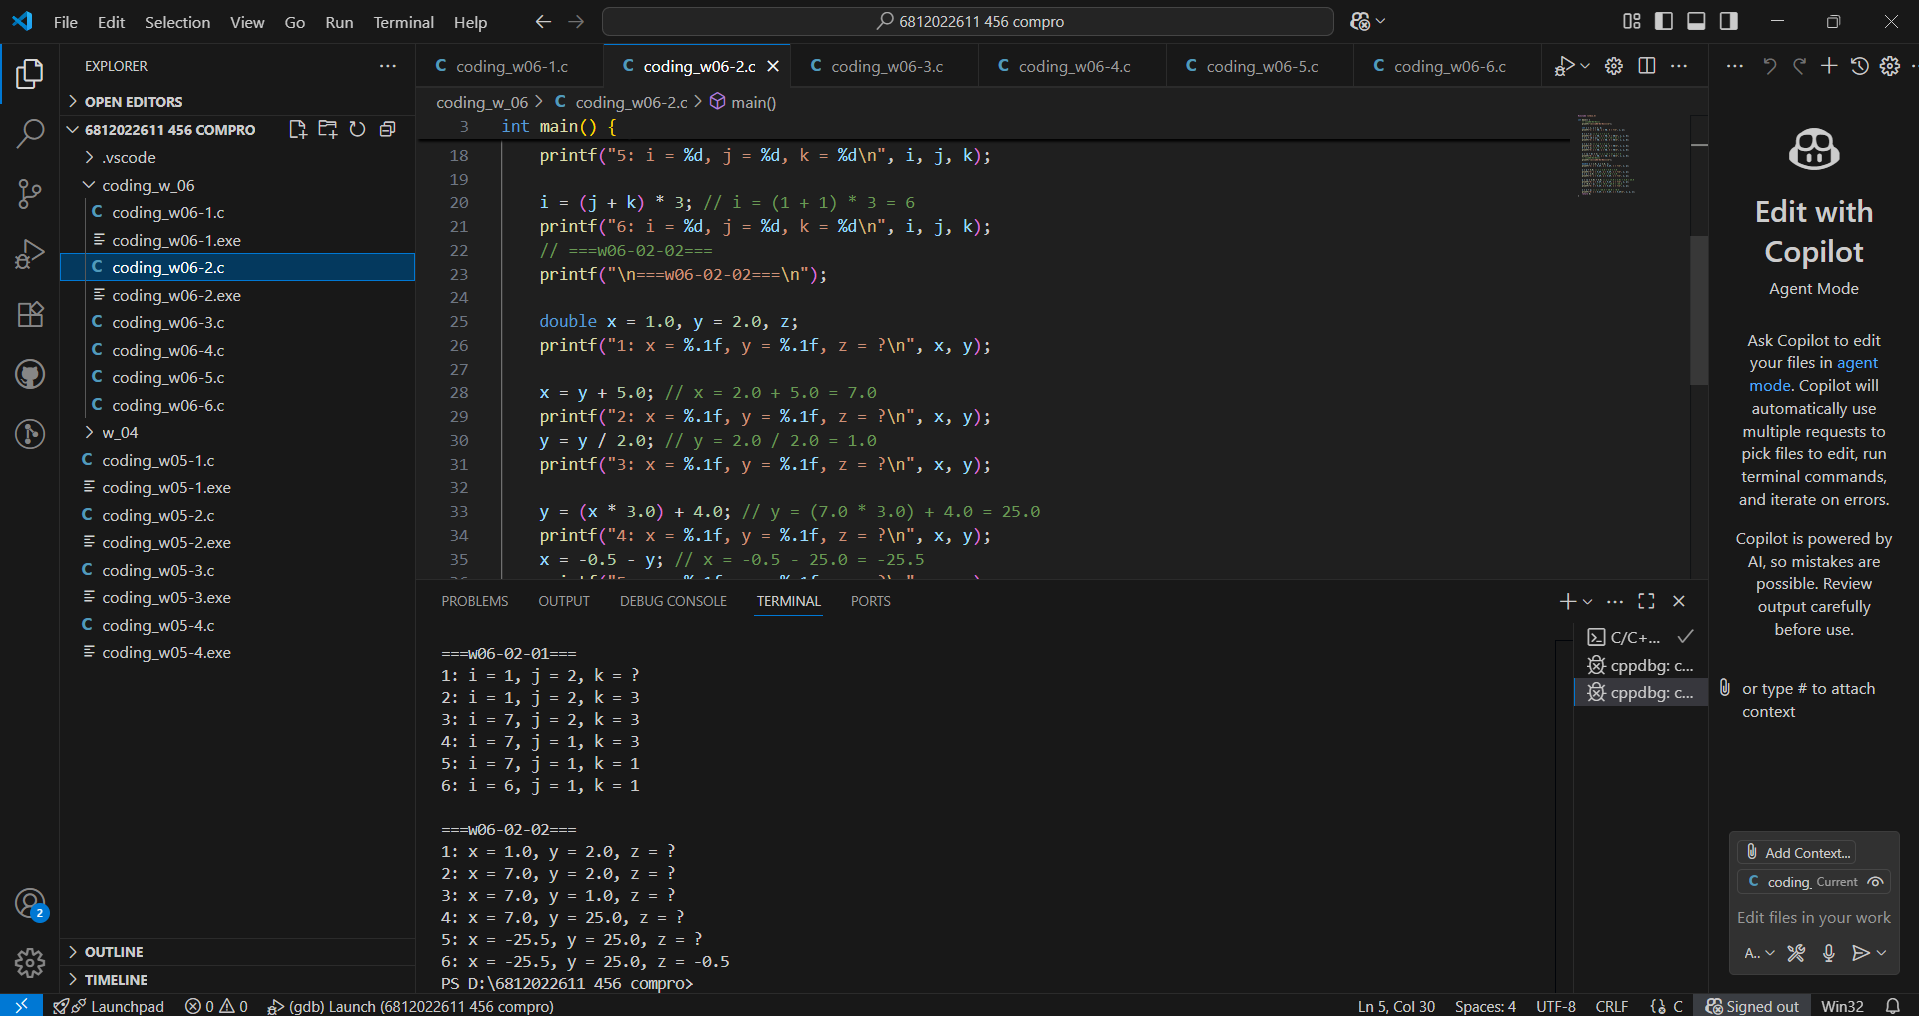 File Edit Selection View Go Run Terminal Help
6812022611 456 compro
EXPLORER
OPEN EDITORS
6812022611 456 COMPRO
.vscode
coding_w_06
C coding_w06-1.c
coding_w06-1.exe
C coding_w06-2.c
coding_w06-2.exe
C coding_w06-3.c
C coding_w06-4.c
C coding_w06-5.c
C coding_w06-6.c
w_04
C coding_w05-1.c
coding_w05-1.exe
C coding_w05-2.c
coding_w05-2.exe
C coding_w05-3.c
coding_w05-3.exe
C coding_w05-4.c
coding_w05-4.exe
OUTLINE
TIMELINE
2
C coding_w06-1.c C coding_w06-2.c C coding_w06-3.c C coding_w06-4.c C coding_w06-5.c C coding_w06-6.c
coding_w_06 > C coding_w06-2.c > main()
3 int main() {
18 printf("5: i = %d, j = %d, k = %d\n", i, j, k);
19
20 i = (j + k) * 3; // i = (1 + 1) * 3 = 6
21 printf("6: i = %d, j = %d, k = %d\n", i, j, k);
22 // ===w06-02-02===
23 printf("\n===w06-02-02===\n");
24
25 double x = 1.0, y = 2.0, z;
26 printf("1: x = %.1f, y = %.1f, z = ?\n", x, y);
27
28 x = y + 5.0; // x = 2.0 + 5.0 = 7.0
29 printf("2: x = %.1f, y = %.1f, z = ?\n", x, y);
30 y = y / 2.0; // y = 2.0 / 2.0 = 1.0
31 printf("3: x = %.1f, y = %.1f, z = ?\n", x, y);
32
33 y = (x * 3.0) + 4.0; // y = (7.0 * 3.0) + 4.0 = 25.0
34 printf("4: x = %.1f, y = %.1f, z = ?\n", x, y);
35 x = -0.5 - y; // x = -0.5 - 25.0 = -25.5
PROBLEMS OUTPUT DEBUG CONSOLE TERMINAL PORTS
===w06-02-01===
1: i = 1, j = 2, k = ?
2: i = 1, j = 2, k = 3
3: i = 7, j = 2, k = 3
4: i = 7, j = 1, k = 3
5: i = 7, j = 1, k = 1
6: i = 6, j = 1, k = 1
===w06-02-02===
1: x = 1.0, y = 2.0, z = ?
2: x = 7.0, y = 2.0, z = ?
3: x = 7.0, y = 1.0, z = ?
4: x = 7.0, y = 25.0, z = ?
5: x = -25.5, y = 25.0, z = ?
6: x = -25.5, y = 25.0, z = -0.5
PS D:\6812022611 456 compro>
C/C+...
cppdbg: c...
cppdbg: c...
Edit with
Copilot
Agent Mode
Ask Copilot to edit
your files in agent
mode. Copilot will
automatically use
multiple requests to
pick files to edit, run
terminal commands,
and iterate on errors.
Copilot is powered by
AI, so mistakes are
possible. Review
output carefully
before use.
or type # to attach
context
Add Context...
C coding_ Current
Edit files in your work
A..
Launchpad 0 0 (gdb) Launch (6812022611 456 compro) Ln 5, Col 30 Spaces: 4 UTF-8 CRLF {} C Signed out Win32